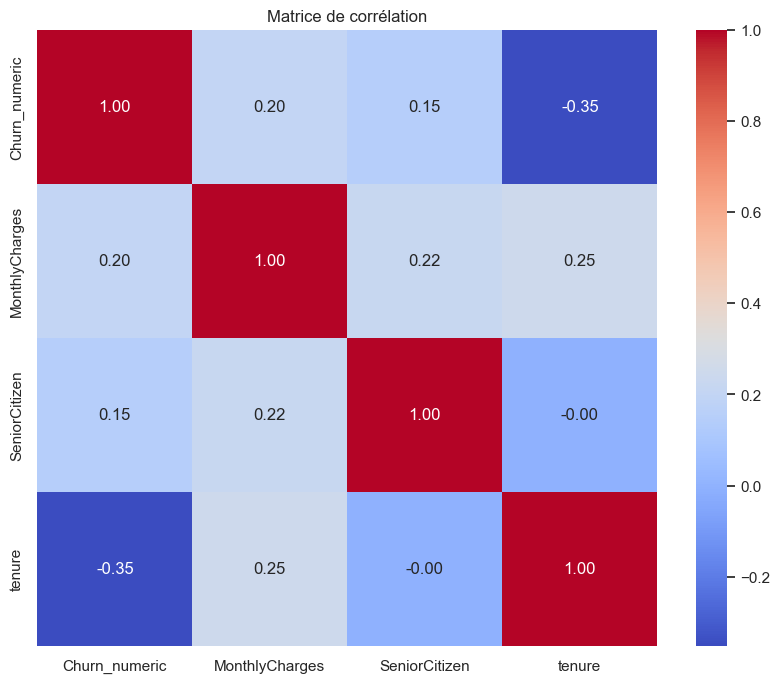 Matrice de corrélation
Churn_numeric
1.00
0.20
0.15
-0.35
MonthlyCharges
0.20
1.00
0.22
0.25
SeniorCitizen
0.15
0.22
1.00
-0.00
tenure
-0.35
0.25
-0.00
1.00
Churn_numeric
MonthlyCharges
SeniorCitizen
tenure
1.0
0.8
0.6
0.4
0.2
0.0
−0.2